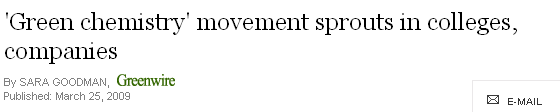 'Green chemistry' movement sprouts in colleges,
companies
By SARA GOODMAN, Greenwire
Published: March 25, 2009
E-MAIL